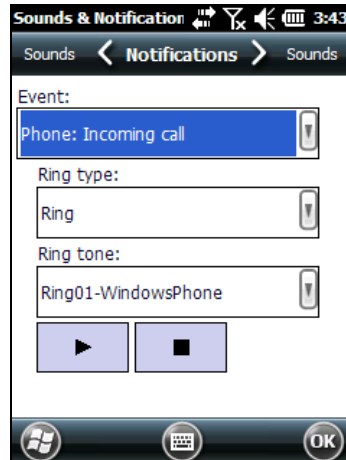 Sounds & Notification 3:43
Sounds Notifications Sounds
Event:
Phone: Incoming call
Ring type:
Ring
Ring tone:
Ring01-WindowsPhone
OK